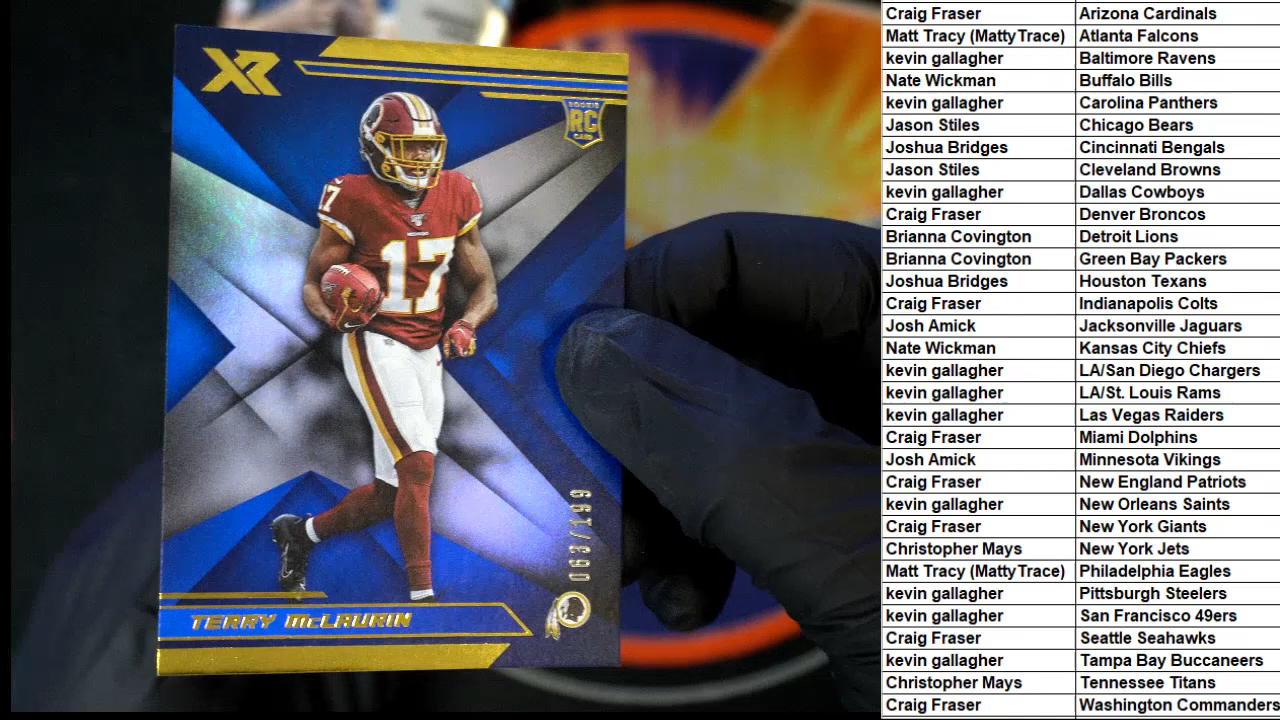 XR
ROOKIE
RC
CARD
17
17
063/199
TERRY McLAURIN
Craig Fraser Arizona Cardinals
Matt Tracy (MattyTrace) Atlanta Falcons
kevin gallagher Baltimore Ravens
Nate Wickman Buffalo Bills
kevin gallagher Carolina Panthers
Jason Stiles Chicago Bears
Joshua Bridges Cincinnati Bengals
Jason Stiles Cleveland Browns
kevin gallagher Dallas Cowboys
Craig Fraser Denver Broncos
Brianna Covington Detroit Lions
Brianna Covington Green Bay Packers
Joshua Bridges Houston Texans
Craig Fraser Indianapolis Colts
Josh Amick Jacksonville Jaguars
Nate Wickman Kansas City Chiefs
kevin gallagher LA/San Diego Chargers
kevin gallagher LA/St. Louis Rams
kevin gallagher Las Vegas Raiders
Craig Fraser Miami Dolphins
Josh Amick Minnesota Vikings
Craig Fraser New England Patriots
kevin gallagher New Orleans Saints
Craig Fraser New York Giants
Christopher Mays New York Jets
Matt Tracy (MattyTrace) Philadelphia Eagles
kevin gallagher Pittsburgh Steelers
kevin gallagher San Francisco 49ers
Craig Fraser Seattle Seahawks
kevin gallagher Tampa Bay Buccaneers
Christopher Mays Tennessee Titans
Craig Fraser Washington Commanders